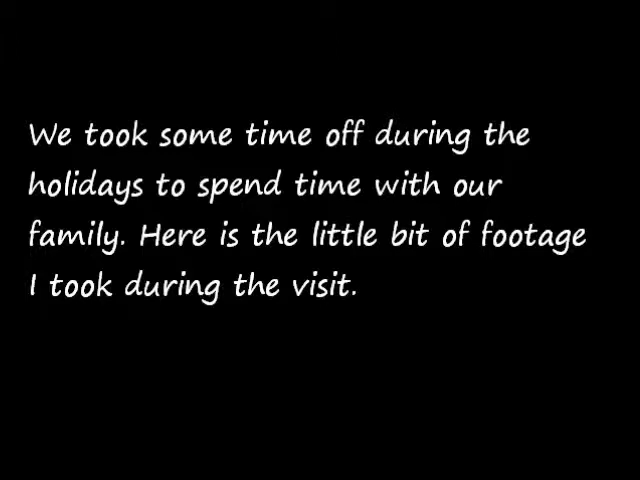 We took some time off during the
holidays to spend time with our
family. Here is the little bit of footage
I took during the visit.